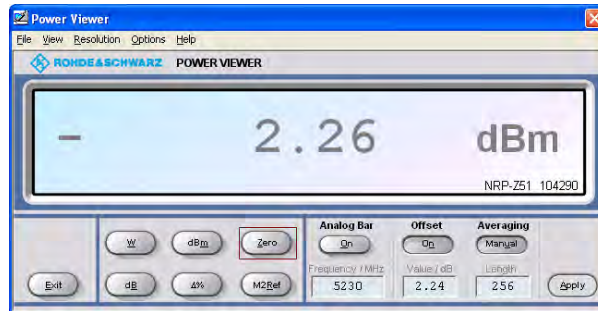 Power Viewer
File View Resolution Options Help
ROHDE&SCHWARZ POWER VIEWER
- 2.26 dBm
NRP-Z51 104290
Analog Bar Offset Averaging
W dBm Zero On On Manual
Frequency / MHz Value / dB Length
Exit dB Δ% M2Ref 5230 2.24 256 Apply